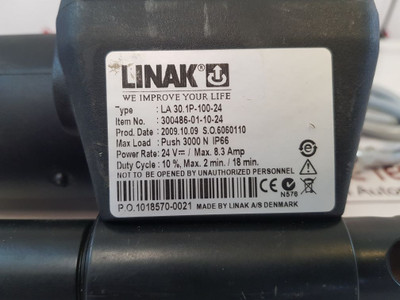 LINAK®
WE IMPROVE YOUR LIFE
Type : LA 30.1P-100-24
Item No. : 300486-01-10-24
Prod. Date : 2009.10.09 S.O.6060110
Max Load : Push 3000 N IP66
Power Rate : 24 V⎓ / Max. 8.3 Amp
Duty Cycle : 10 %, Max. 2 min. / 18 min.
NOT TO BE OPENED BY UNAUTHORIZED PERSONNEL
N576
P.O.1018570-0021 MADE BY LINAK A/S DENMARK